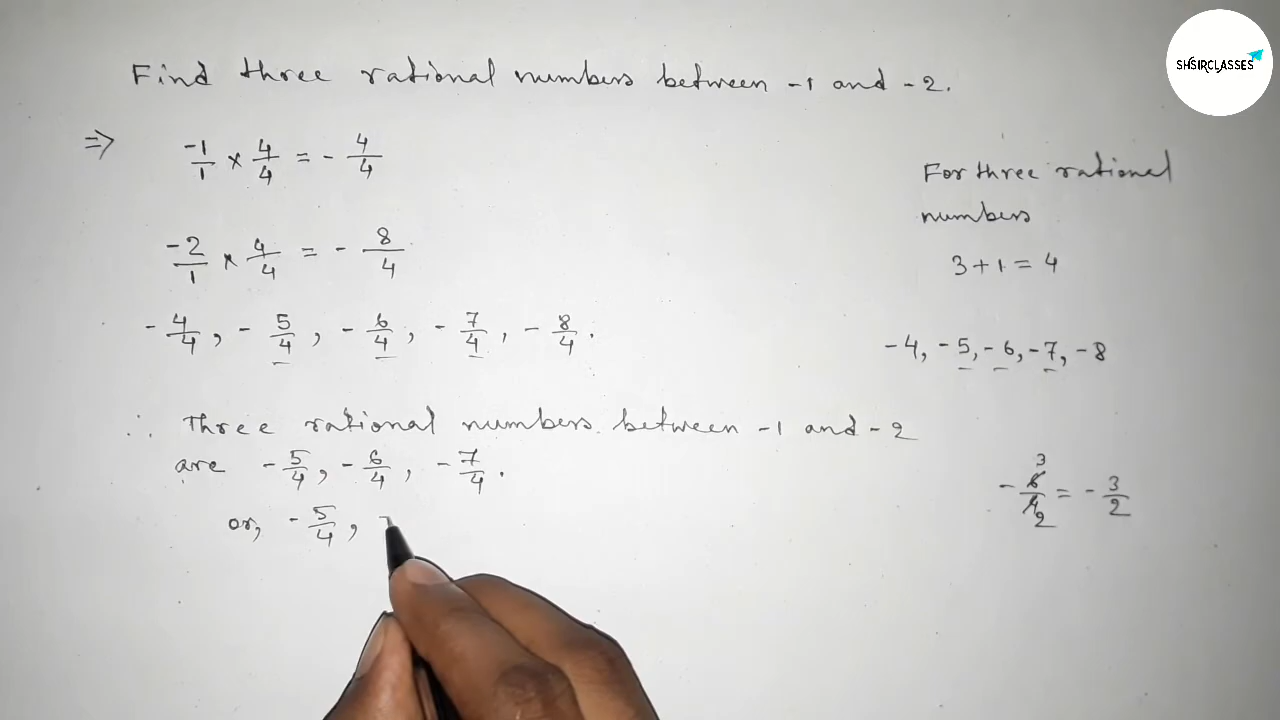 SHSIRCLASSES
Find three rational numbers between -1 and -2.
=> -1/1 × 4/4 = - 4/4
-2/1 × 4/4 = - 8/4
- 4/4, - 5/4, - 6/4, - 7/4, - 8/4.
∴ Three rational numbers between -1 and -2
are - 5/4, - 6/4, - 7/4.
or, - 5/4, -
For three rational
numbers
3+1 = 4
-4, -5, -6, -7, -8
- 6/4 = - 3/2
3
2